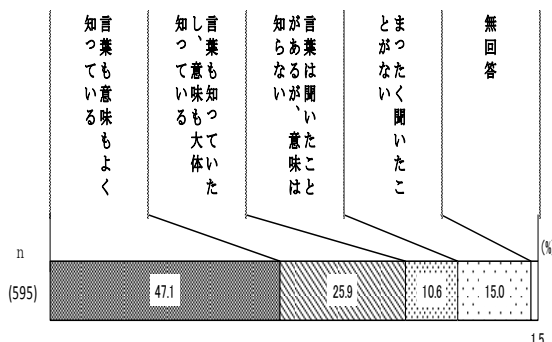 言葉も意味もよく
知っている
言葉も知っていた
し、意味も大体
知っている
言葉は聞いたこと
があるが、意味は
知らない
まったく聞いたこ
とがない
無回答
(%)
n
(595)
47.1
25.9
10.6
15.0
1.5